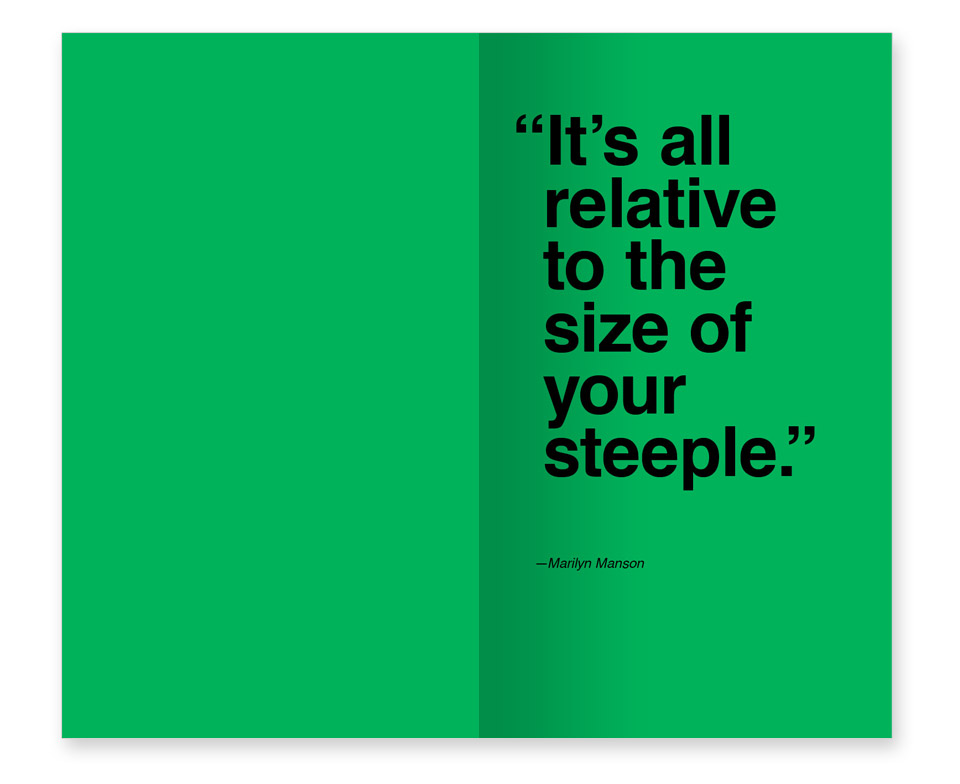 “It’s all
relative
to the
size of
your
steeple.”
—Marilyn Manson